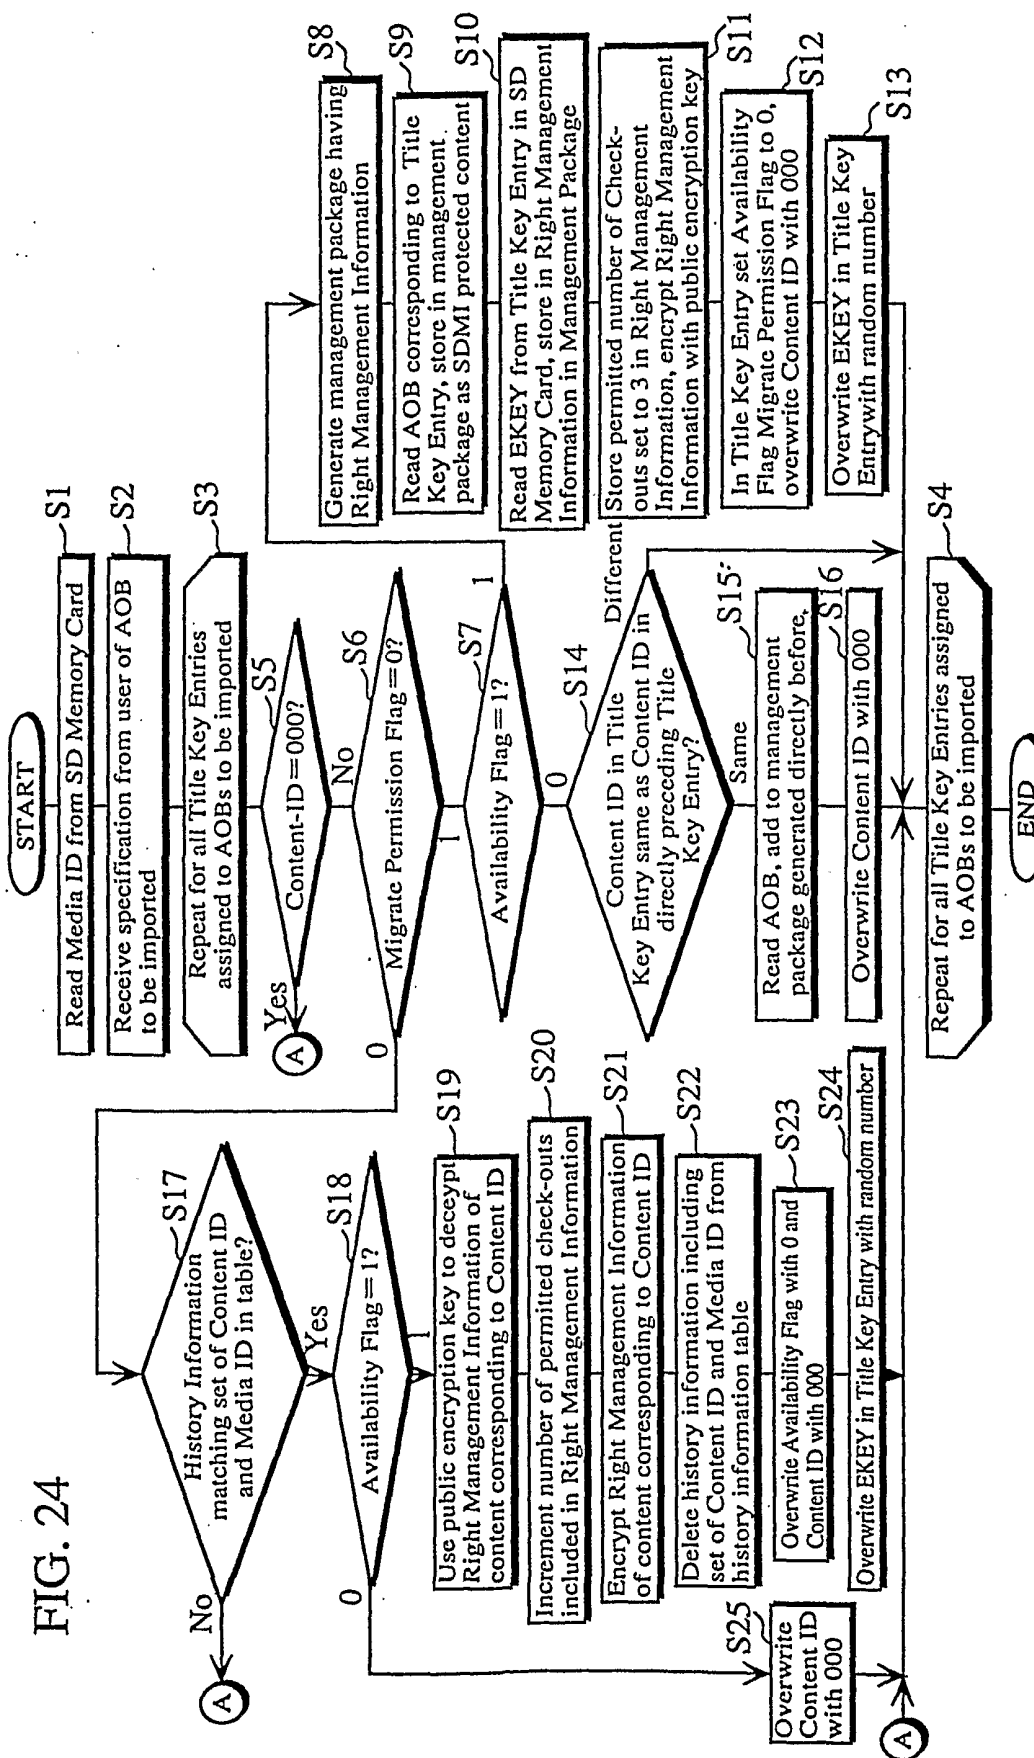 FIG. 24
START
Read Media ID from SD Memory Card
S1
Receive specification from user of AOB
to be imported
S2
Repeat for all Title Key Entries
assigned to AOBs to be imported
S3
Content-ID=000?
S5
Yes
A
No
Migrate Permission Flag=0?
S6
0
1
Availability Flag=1?
S7
1
0
Content ID in Title
Key Entry same as Content ID in
directly preceding Title
Key Entry?
S14
Different
Same
Read AOB, add to management
package generated directly before,
S15
Overwrite Content ID with 000
S16
Repeat for all Title Key Entries assigned
to AOBs to be imported
S4
END
Generate management package having
Right Management Information
S8
Read AOB corresponding to Title
Key Entry, store in management
package as SDMI protected content
S9
Read EKEY from Title Key Entry in SD
Memory Card, store in Right Management
Information in Management Package
S10
Store permitted number of Check-
outs set to 3 in Right Management
Information, encrypt Right Management
Information with public encryption key
S11
In Title Key Entry set Availability
Flag Migrate Permission Flag to 0,
overwrite Content ID with 000
S12
Overwrite EKEY in Title Key
Entrywith random number
S13
History Information
matching set of Content ID
and Media ID in table?
S17
No
A
Yes
Availability Flag=1?
S18
0
1
Use public encryption key to deceypt
Right Management Information of
content corresponding to Content ID
S19
Increment number of permitted check-outs
included in Right Management Information
S20
Encrypt Right Management Information
of content corresponding to Content ID
S21
Delete history information including
set of Content ID and Media ID from
history information table
S22
Overwrite Availability Flag with 0 and
Content ID with 000
S23
Overwrite EKEY in Title Key Entry with random number
S24
Overwrite
Content ID
with 000
S25
A